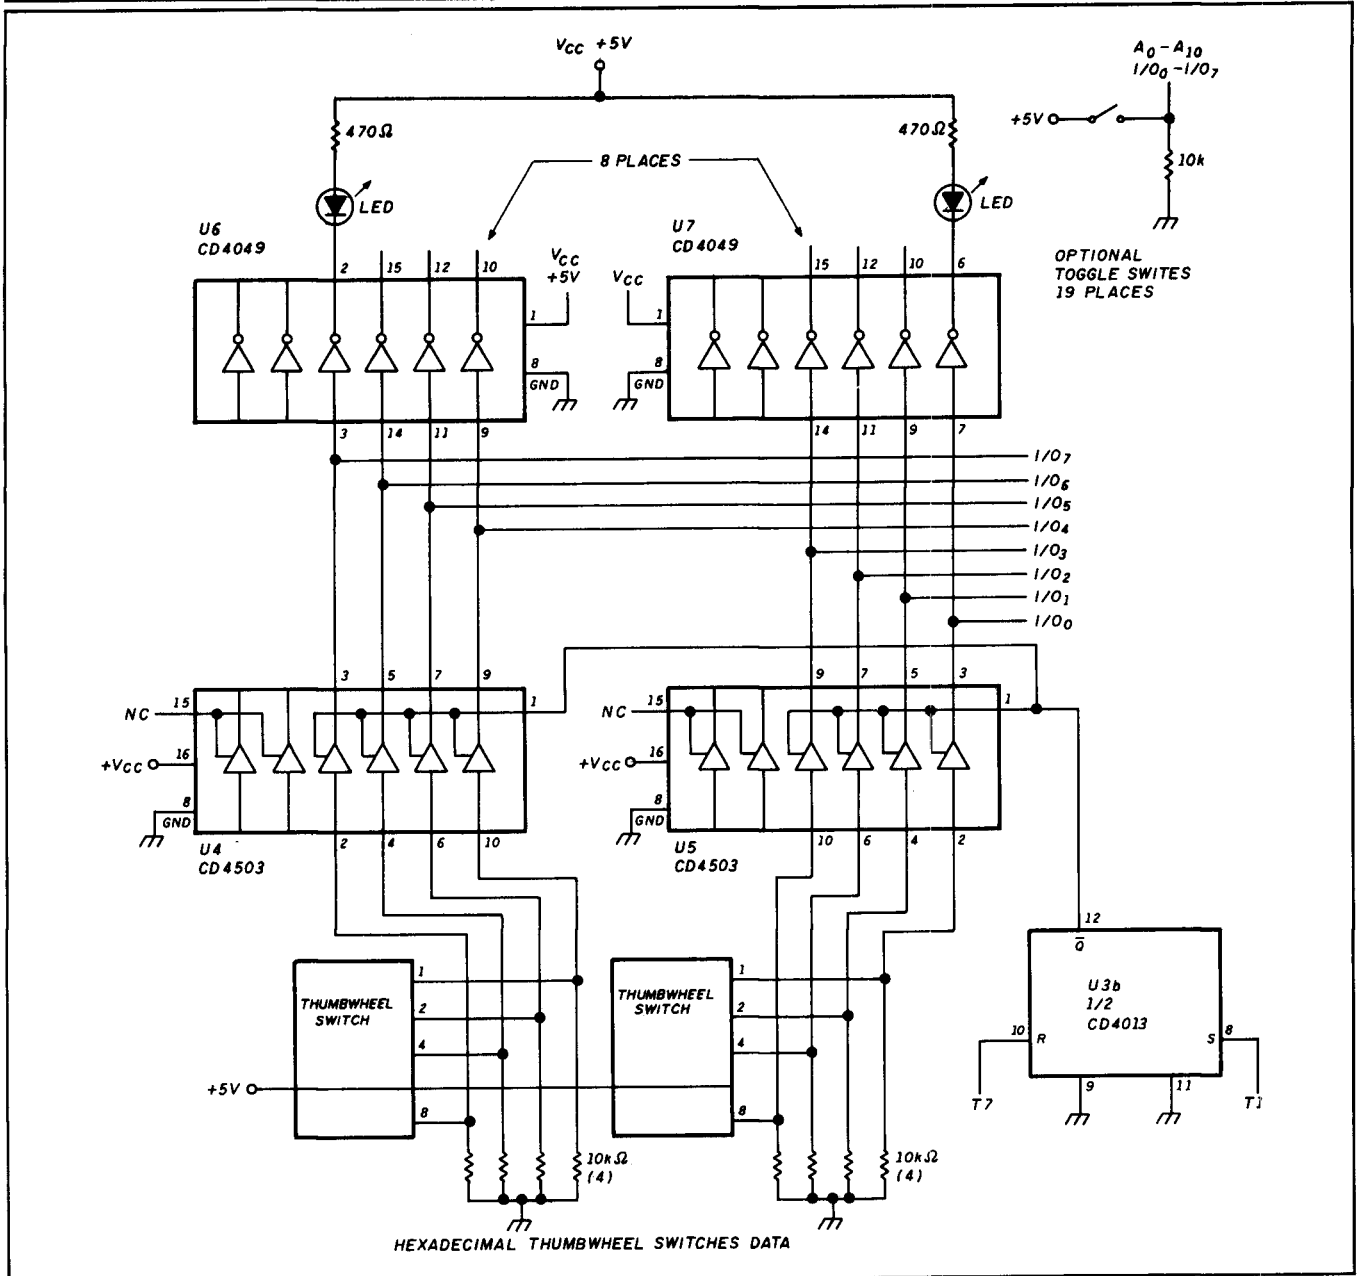 VCC +5V
A0-A10
I/O0-I/O7
470Ω
470Ω
+5V
8 PLACES
10k
LED
LED
U6
CD4049
U7
CD4049
VCC
+5V
VCC
OPTIONAL
TOGGLE SWITES
19 PLACES
2 15 12 10
15 12 10 6
1
1
8
GND
8
GND
3 14 11 9
14 11 9 7
I/O7
I/O6
I/O5
I/O4
I/O3
I/O2
I/O1
I/O0
3 5 7 9
9 7 5 3
NC 15
1
NC 15
1
+VCC 16
+VCC 16
8
GND
8
GND
U4
CD4503
2 4 6 10
U5
CD4503
10 6 4 2
12
Q̅
THUMBWHEEL
SWITCH
1
2
4
8
THUMBWHEEL
SWITCH
1
2
4
8
U3b
1/2
CD4013
10 R
S 8
+5V
T7
9
11
T1
10kΩ
(4)
10kΩ
(4)
HEXADECIMAL THUMBWHEEL SWITCHES DATA